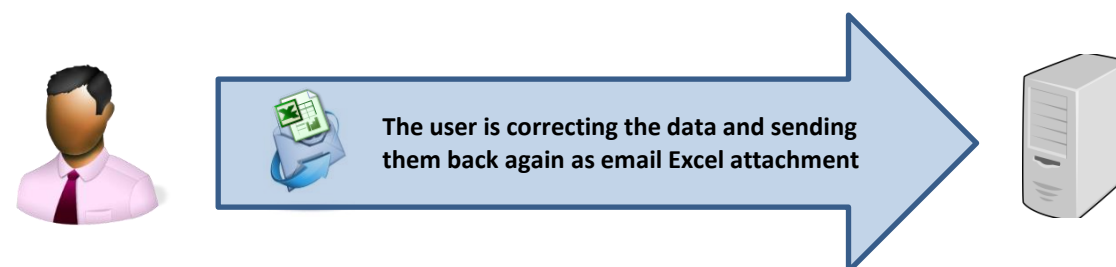 The user is correcting the data and sending
them back again as email Excel attachment